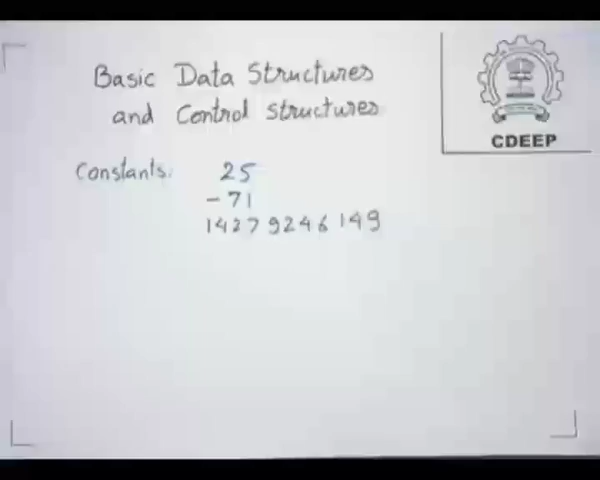 Basic Data Structures
and Control structures
CDEEP
Constants: 25
- 71
14279246149